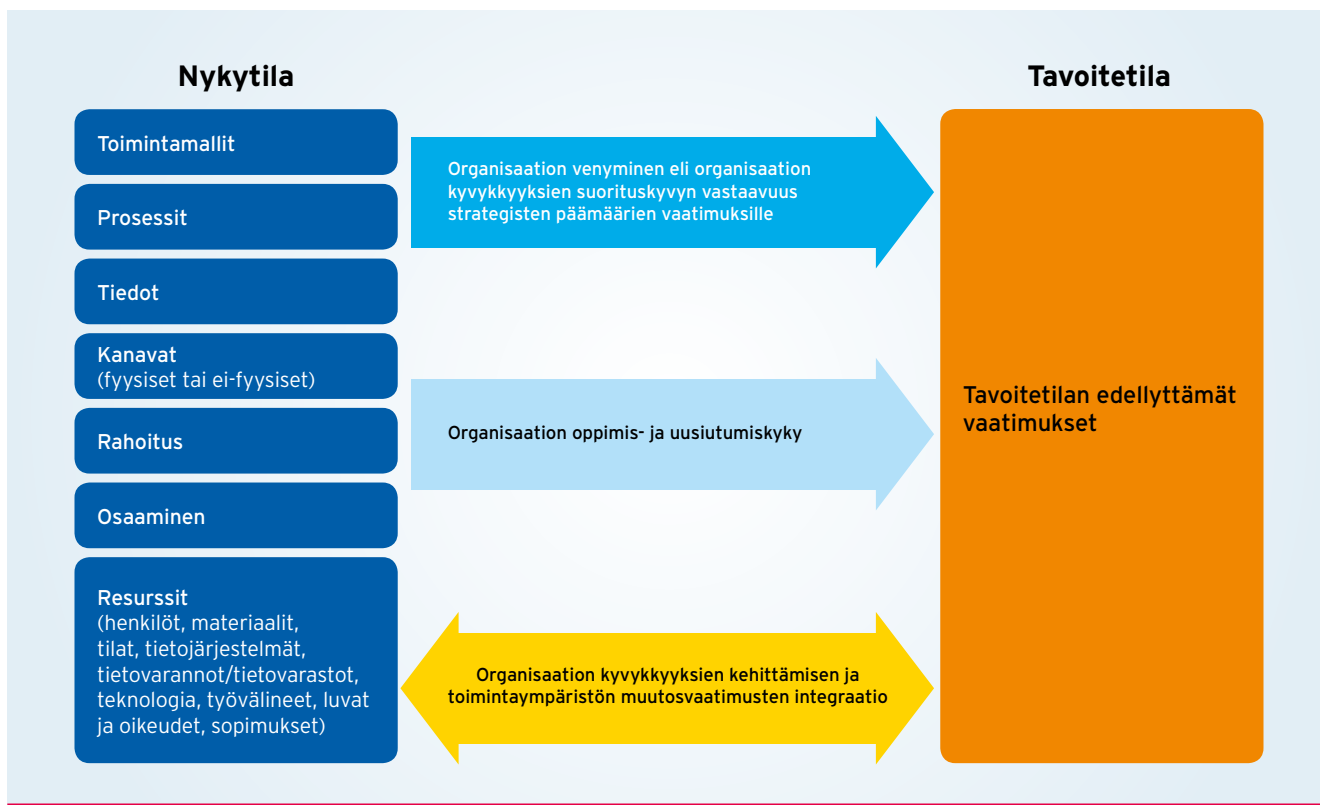 Nykytila
Toimintamallit
Prosessit
Tiedot
Kanavat
(fyysiset tai ei-fyysiset)
Rahoitus
Osaaminen
Resurssit
(henkilöt, materiaalit,
tilat, tietojärjestelmät,
tietovarannot/tietovarastot,
teknologia, työvälineet, luvat
ja oikeudet, sopimukset)
Organisaation venyminen eli organisaation
kyvykkyyksien suorituskyvyn vastaavuus
strategisten päämäärien vaatimuksille
Organisaation oppimis- ja uusiutumiskyky
Organisaation kyvykkyyksien kehittämisen ja
toimintaympäristön muutosvaatimusten integraatio
Tavoitetila
Tavoitetilan edellyttämät
vaatimukset